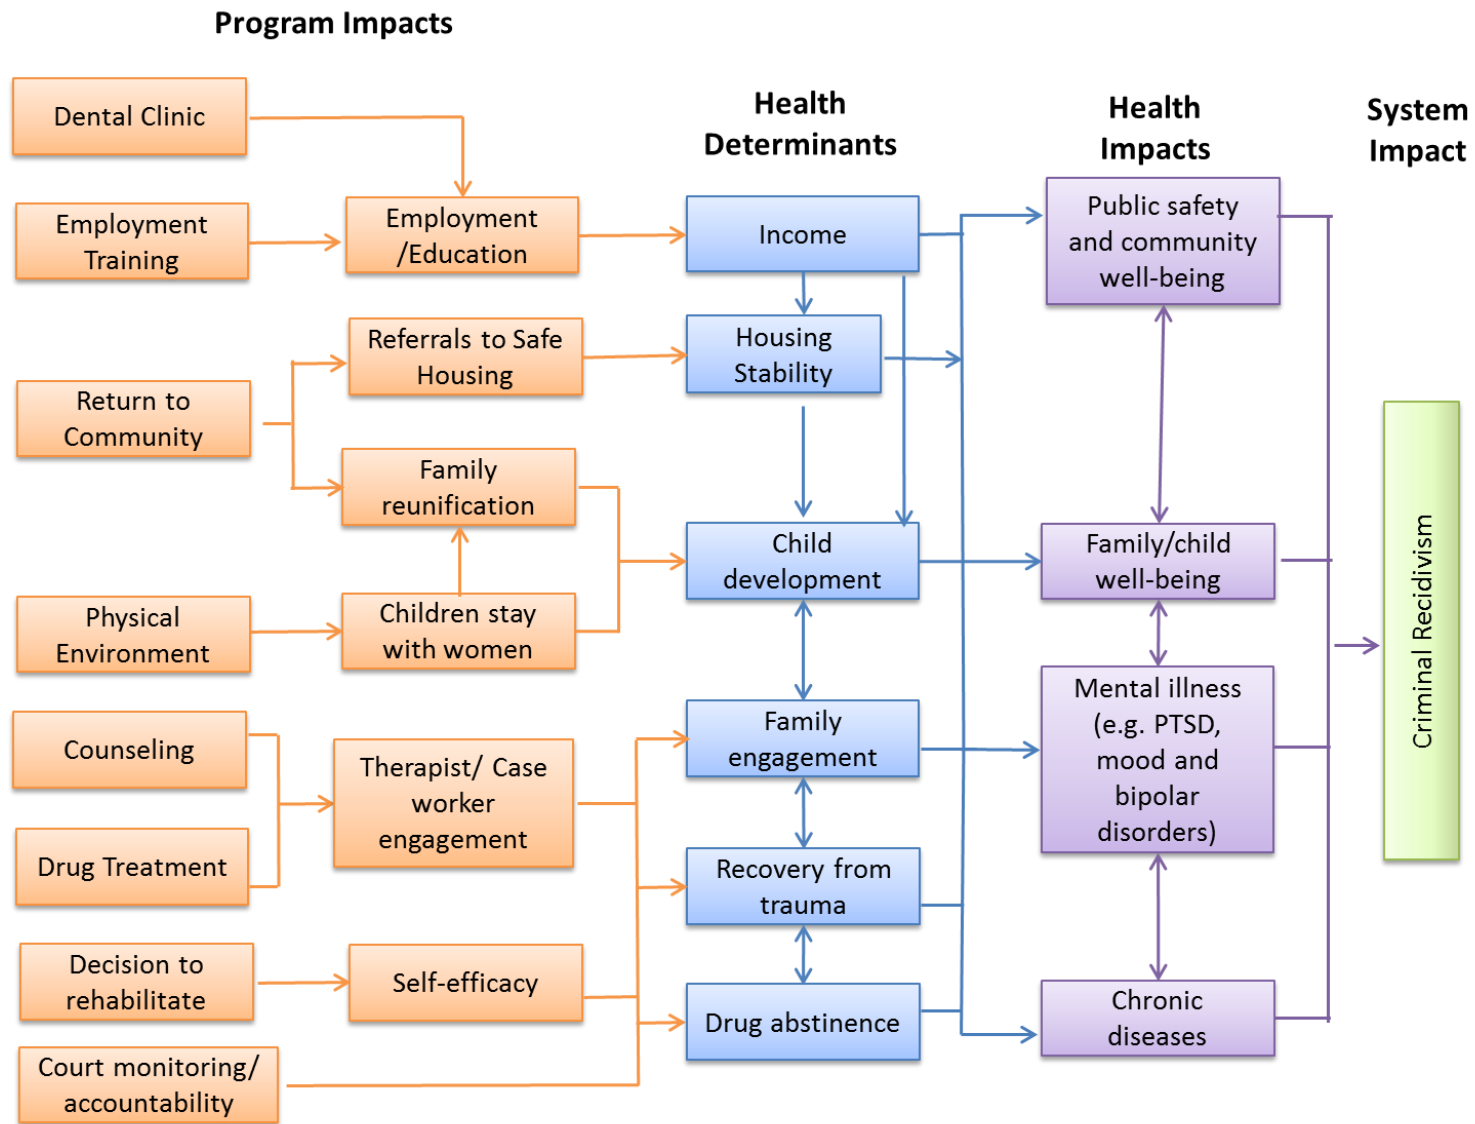 Program Impacts
Health
Determinants
Health
Impacts
System
Impact
Dental Clinic
Employment
Training
Employment
/Education
Income
Public safety
and community
well-being
Return to
Community
Referrals to Safe
Housing
Housing
Stability
Family
reunification
Physical
Environment
Children stay
with women
Child
development
Family/child
well-being
Counseling
Drug Treatment
Therapist/ Case
worker
engagement
Family
engagement
Mental illness
(e.g. PTSD,
mood and
bipolar
disorders)
Recovery from
trauma
Decision to
rehabilitate
Self-efficacy
Drug abstinence
Chronic
diseases
Court monitoring/
accountability
Criminal Recidivism